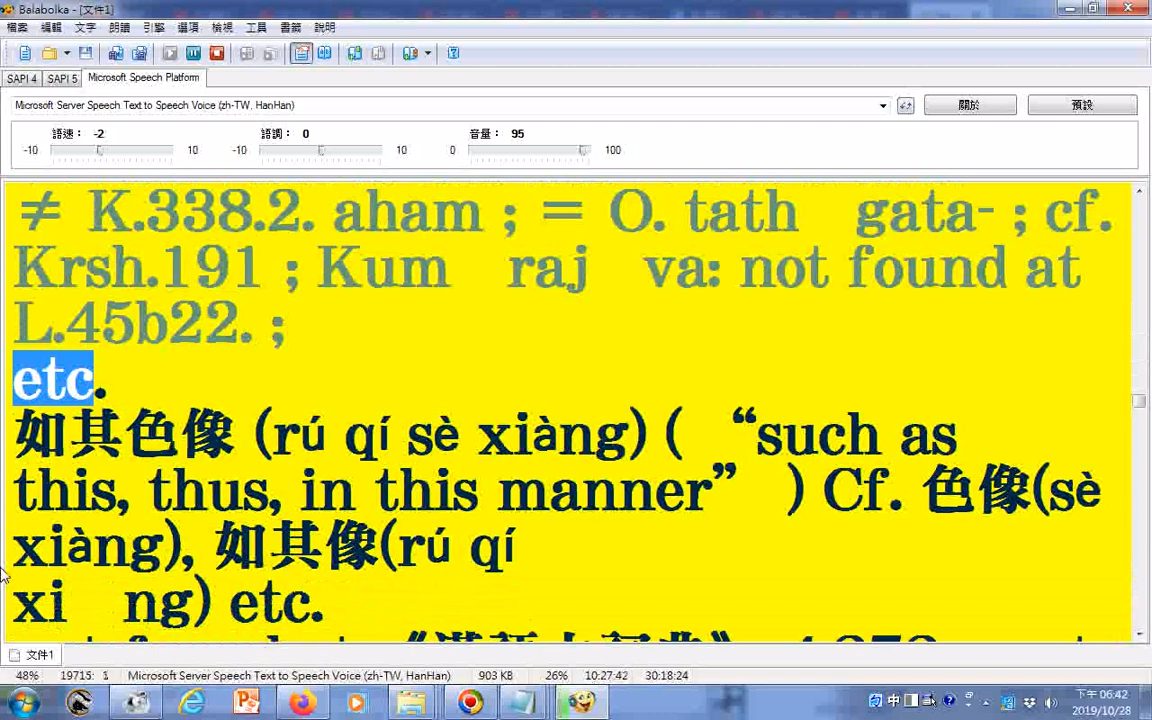 Balabolka - [文件1]
檔案 編輯 文字 朗讀 引擎 選項 檢視 工具 書籤 說明
SAPI 4 SAPI 5 Microsoft Speech Platform
Microsoft Server Speech Text to Speech Voice (zh-TW, HanHan) 關於 預設
語速： -2 語調： 0 音量： 95
-10 10 -10 10 0 100
≠ K.338.2. aham ; = O. tath gata- ; cf.
Krsh.191 ; Kum raj va: not found at
L.45b22. ;
etc.
如其色像 (rú qí sè xiàng) ( “such as
this, thus, in this manner” ) Cf. 色像(sè
xiàng), 如其像(rú qí
xi ng) etc.
文件1
48% 19715: 1 Microsoft Server Speech Text to Speech Voice (zh-TW, HanHan) 903 KB 26% 10:27:42 30:18:24
中 下午 06:42
2019/10/28